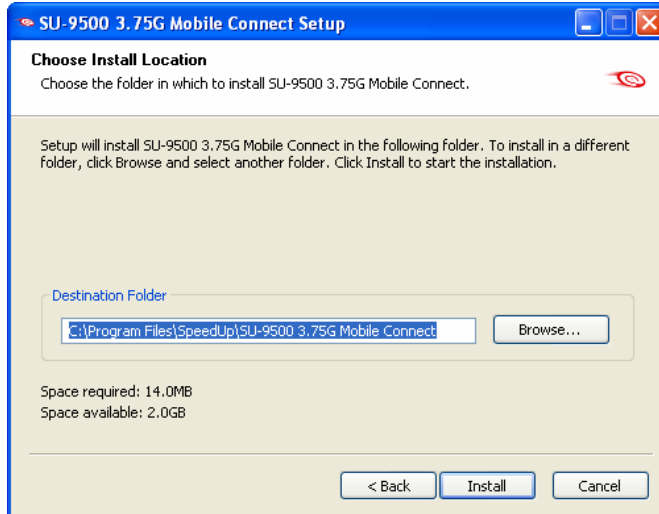 SU-9500 3.75G Mobile Connect Setup
Choose Install Location
Choose the folder in which to install SU-9500 3.75G Mobile Connect.
Setup will install SU-9500 3.75G Mobile Connect in the following folder. To install in a different
folder, click Browse and select another folder. Click Install to start the installation.
Destination Folder
C:\Program Files\SpeedUp\SU-9500 3.75G Mobile Connect
Browse...
Space required: 14.0MB
Space available: 2.0GB
< Back
Install
Cancel